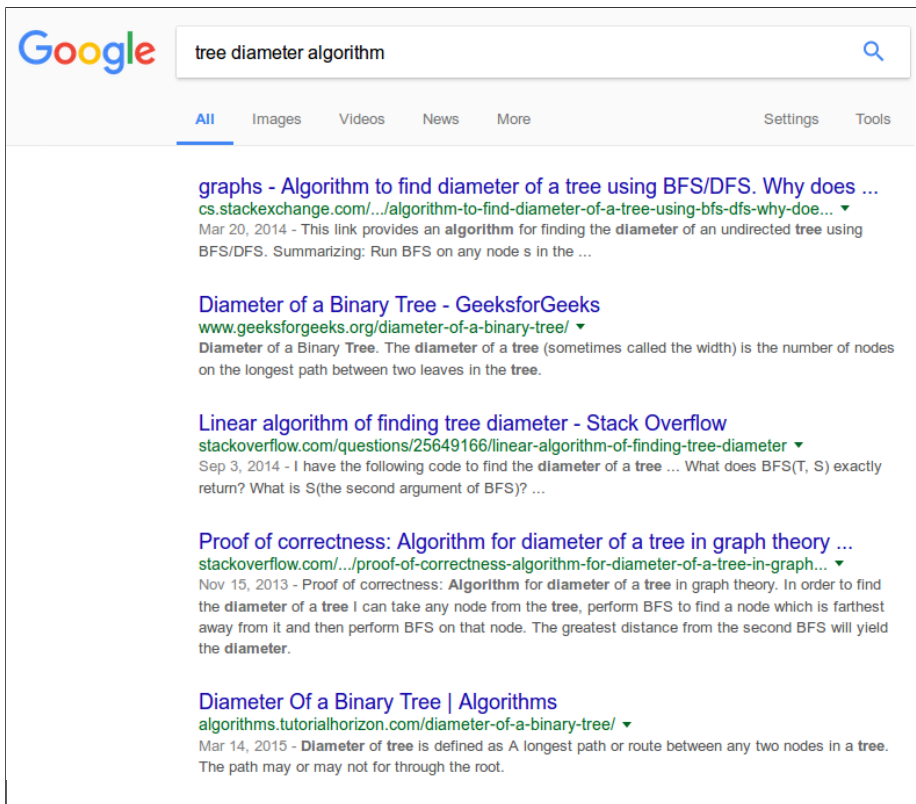 Google
tree diameter algorithm
All Images Videos News More Settings Tools
graphs - Algorithm to find diameter of a tree using BFS/DFS. Why does ...
cs.stackexchange.com/.../algorithm-to-find-diameter-of-a-tree-using-bfs-dfs-why-doe... ▼
Mar 20, 2014 - This link provides an algorithm for finding the diameter of an undirected tree using
BFS/DFS. Summarizing: Run BFS on any node s in the ...
Diameter of a Binary Tree - GeeksforGeeks
www.geeksforgeeks.org/diameter-of-a-binary-tree/ ▼
Diameter of a Binary Tree. The diameter of a tree (sometimes called the width) is the number of nodes
on the longest path between two leaves in the tree.
Linear algorithm of finding tree diameter - Stack Overflow
stackoverflow.com/questions/25649166/linear-algorithm-of-finding-tree-diameter ▼
Sep 3, 2014 - I have the following code to find the diameter of a tree ... What does BFS(T, S) exactly
return? What is S(the second argument of BFS)? ...
Proof of correctness: Algorithm for diameter of a tree in graph theory ...
stackoverflow.com/.../proof-of-correctness-algorithm-for-diameter-of-a-tree-in-graph... ▼
Nov 15, 2013 - Proof of correctness: Algorithm for diameter of a tree in graph theory. In order to find
the diameter of a tree I can take any node from the tree, perform BFS to find a node which is farthest
away from it and then perform BFS on that node. The greatest distance from the second BFS will yield
the diameter.
Diameter Of a Binary Tree | Algorithms
algorithms.tutorialhorizon.com/diameter-of-a-binary-tree/ ▼
Mar 14, 2015 - Diameter of tree is defined as A longest path or route between any two nodes in a tree.
The path may or may not for through the root.